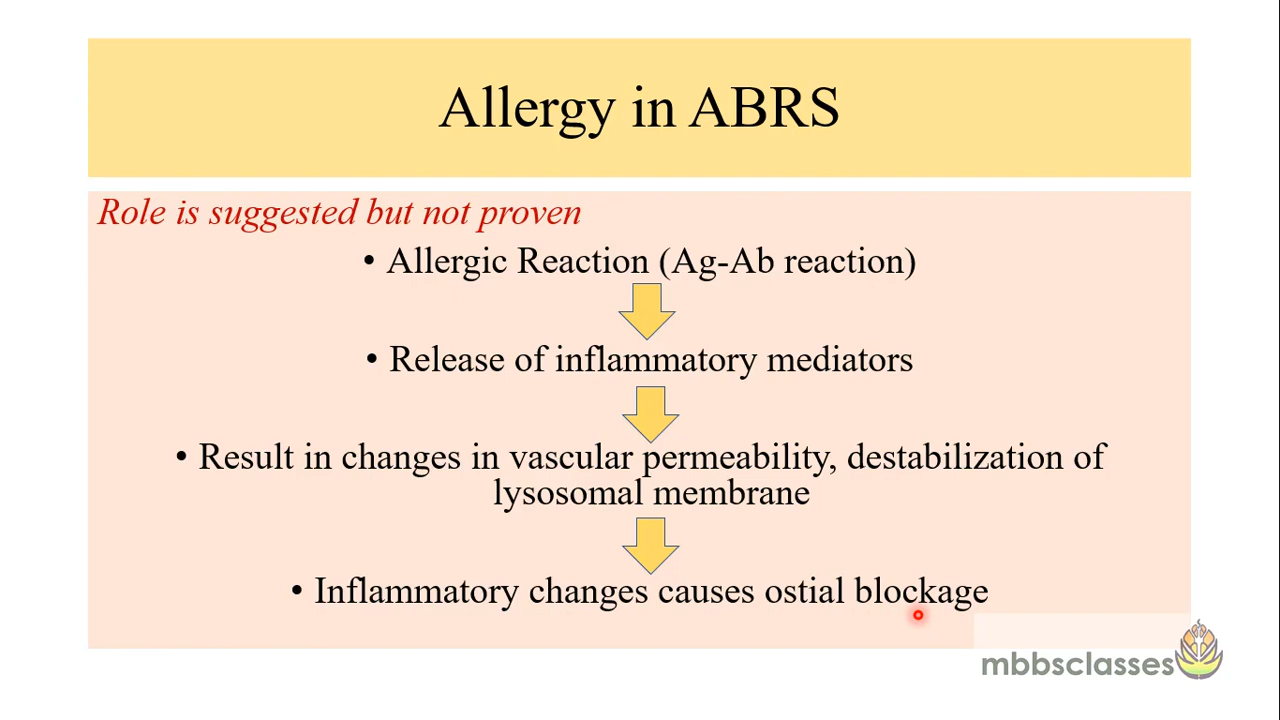 Allergy in ABRS
Role is suggested but not proven
• Allergic Reaction (Ag-Ab reaction)
• Release of inflammatory mediators
• Result in changes in vascular permeability, destabilization of
lysosomal membrane
• Inflammatory changes causes ostial blockage
mbbsclasses